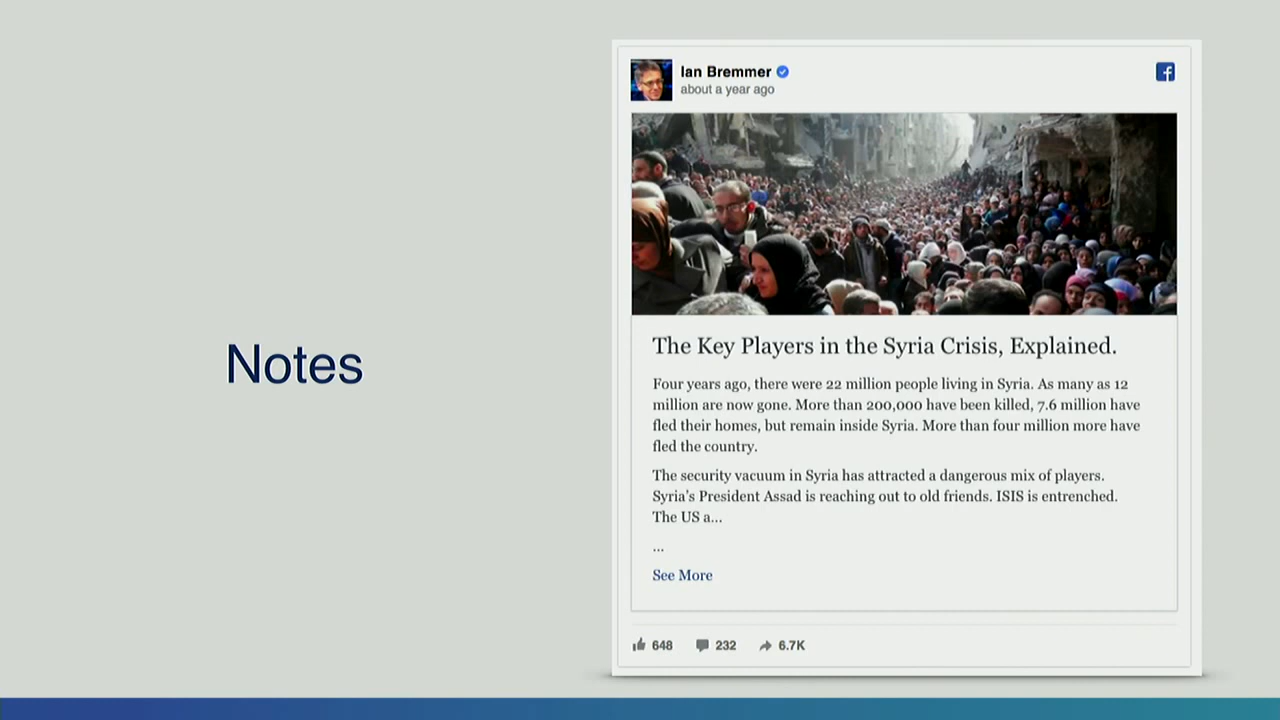 Notes
Ian Bremmer
about a year ago
The Key Players in the Syria Crisis, Explained.
Four years ago, there were 22 million people living in Syria. As many as 12
million are now gone. More than 200,000 have been killed, 7.6 million have
fled their homes, but remain inside Syria. More than four million more have
fled the country.
The security vacuum in Syria has attracted a dangerous mix of players.
Syria's President Assad is reaching out to old friends. ISIS is entrenched.
The US a...
...
See More
648 232 6.7K